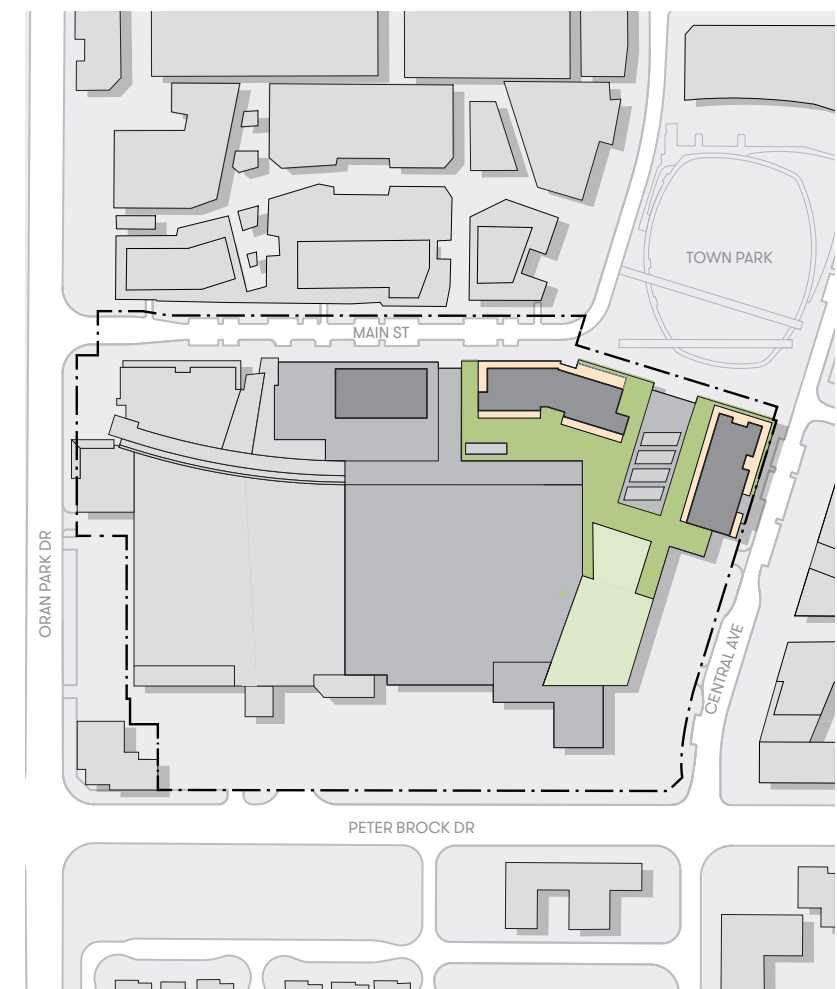 TOWN PARK
MAIN ST
ORAN PARK DR
CENTRAL AVE
PETER BROCK DR